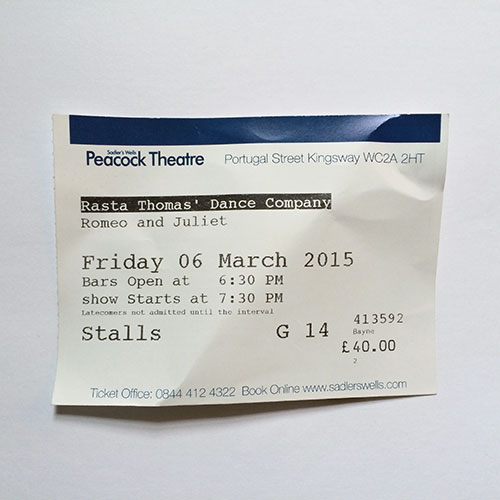 Sadler's Wells
Peacock Theatre Portugal Street Kingsway WC2A 2HT
Rasta Thomas' Dance Company
Romeo and Juliet
Friday 06 March 2015
Bars Open at 6:30 PM
show Starts at 7:30 PM
Latecomers not admitted until the interval
Stalls G 14
413592
Bayne
£40.00
2
Ticket Office: 0844 412 4322 Book Online www.sadlerswells.com